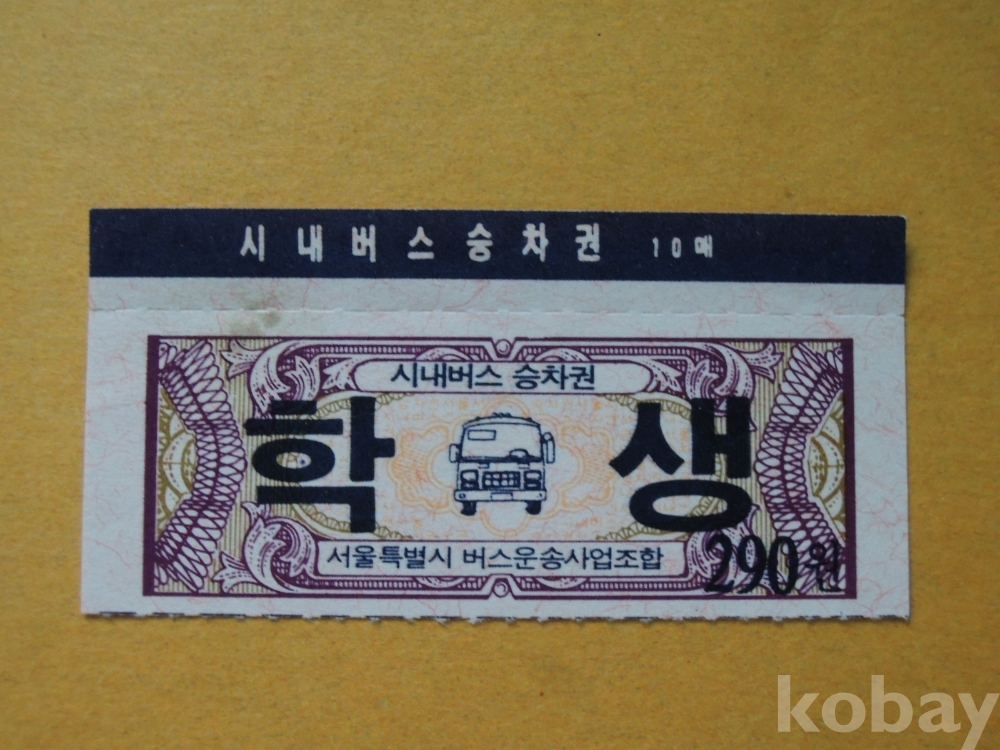 시내버스승차권 10매
시내버스 승차권
학생
서울특별시 버스운송사업조합
290원
kobay